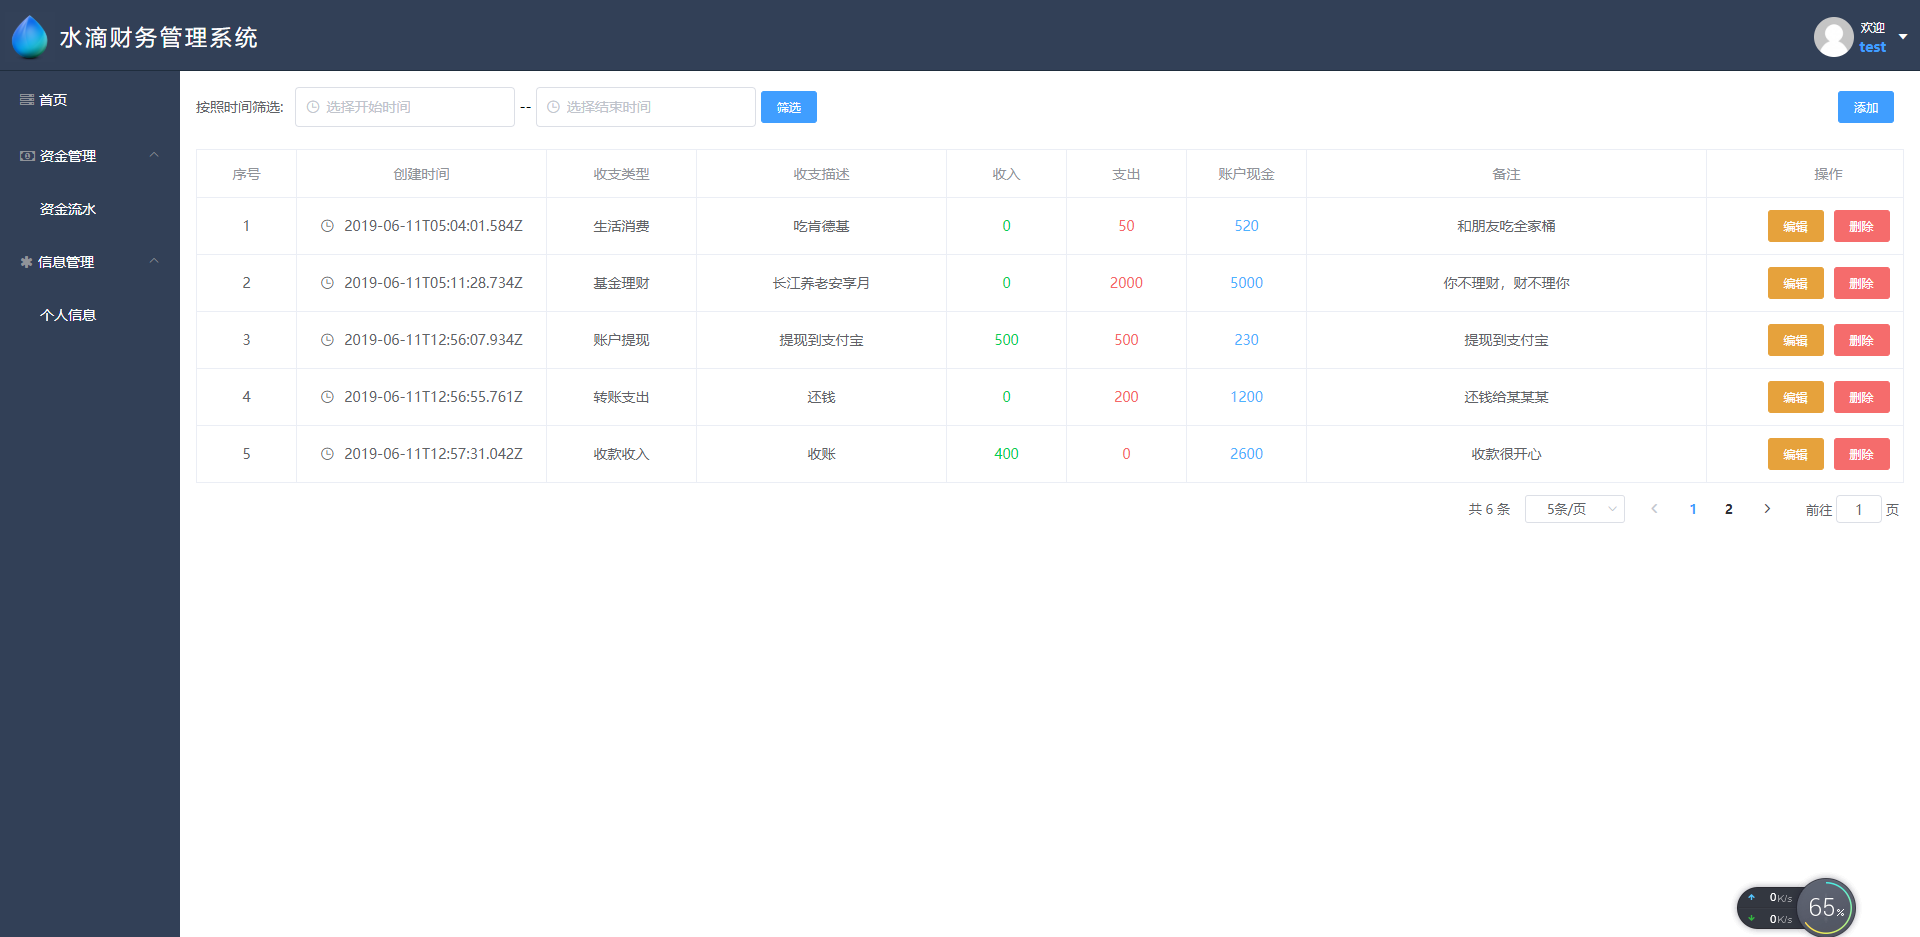 水滴财务管理系统
欢迎
test
首页
资金管理
资金流水
信息管理
个人信息
按照时间筛选: 选择开始时间 -- 选择结束时间 筛选 添加
序号 创建时间 收支类型 收支描述 收入 支出 账户现金 备注 操作
1 2019-06-11T05:04:01.584Z 生活消费 吃肯德基 0 50 520 和朋友吃全家桶 编辑 删除
2 2019-06-11T05:11:28.734Z 基金理财 长江养老安享月 0 2000 5000 你不理财，财不理你 编辑 删除
3 2019-06-11T12:56:07.934Z 账户提现 提现到支付宝 500 500 230 提现到支付宝 编辑 删除
4 2019-06-11T12:56:55.761Z 转账支出 还钱 0 200 1200 还钱给某某某 编辑 删除
5 2019-06-11T12:57:31.042Z 收款收入 收账 400 0 2600 收款很开心 编辑 删除
共 6 条 5条/页 1 2 前往 1 页
0K/s
0K/s
65%